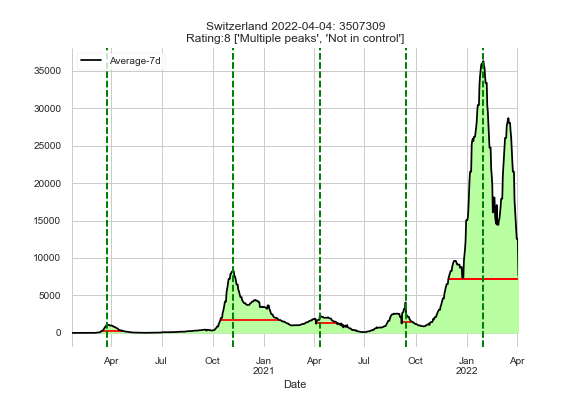 Switzerland 2022-04-04: 3507309
Rating:8 ['Multiple peaks', 'Not in control']
Average-7d
35000
30000
25000
20000
15000
10000
5000
0
Apr Jul Oct Jan Apr Jul Oct Jan Apr
2021 2022
Date